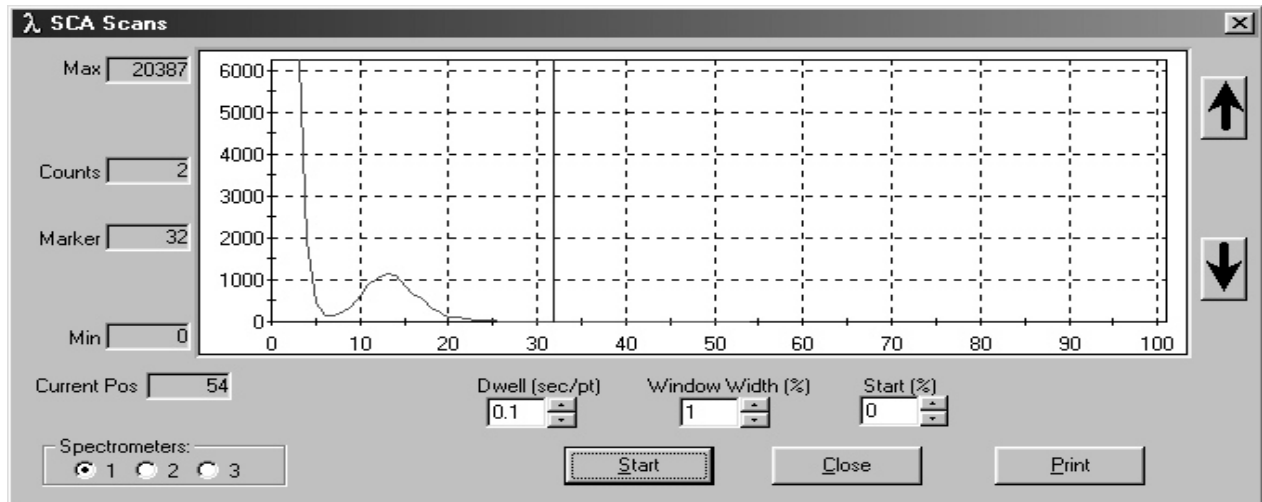 λ SCA Scans
Max 20387
Counts 2
Marker 32
Min 0
6000
5000
4000
3000
2000
1000
0
0 10 20 30 40 50 60 70 80 90 100
Current Pos 54
Dwell (sec/pt) Window Width (%) Start (%)
0.1 1 0
Spectrometers:
1 2 3
Start Close Print